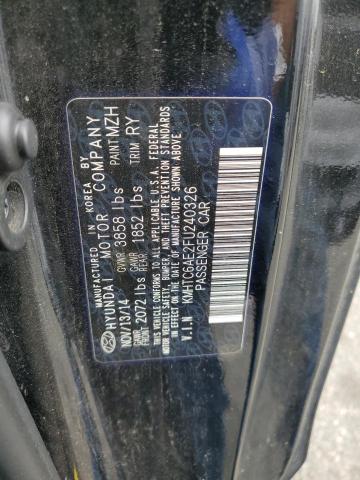 MANUFACTURED IN KOREA BY
HYUNDAI MOTOR COMPANY
NOV/13/14 GVWR 3858 lbs PAINT MZH
GAWR FRONT 2072 lbs GAWR REAR 1852 lbs TRIM RY
THIS VEHICLE CONFORMS TO ALL APPLICABLE U.S.A. FEDERAL
MOTOR VEHICLE SAFETY, BUMPER, AND THEFT PREVENTION
STANDARDS IN EFFECT ON THE DATE OF MANUFACTURE SHOWN ABOVE
V.I.N KMHTC6AE2FU240326
PASSENGER CAR